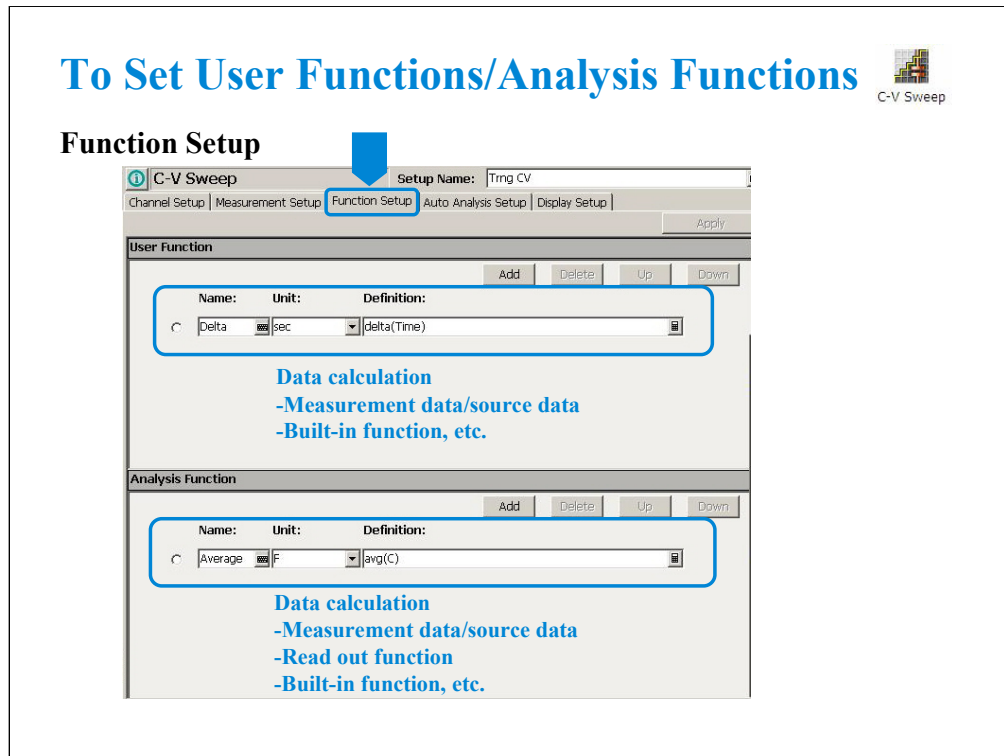 To Set User Functions/Analysis Functions
C-V Sweep
Function Setup
C-V Sweep Setup Name: Trng CV
Channel Setup Measurement Setup Function Setup Auto Analysis Setup Display Setup
Apply
User Function
Add Delete Up Down
Name: Unit: Definition:
Delta sec delta(Time)
Data calculation
-Measurement data/source data
-Built-in function, etc.
Analysis Function
Add Delete Up Down
Name: Unit: Definition:
Average F avg(C)
Data calculation
-Measurement data/source data
-Read out function
-Built-in function, etc.